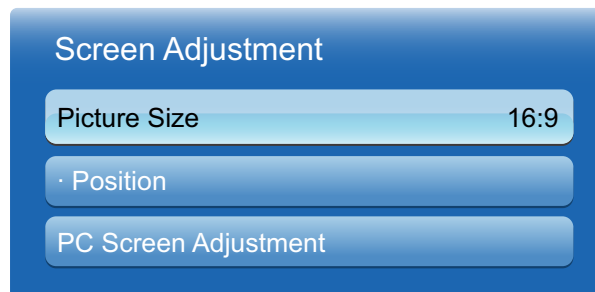 Screen Adjustment
Picture Size 16:9
· Position
PC Screen Adjustment